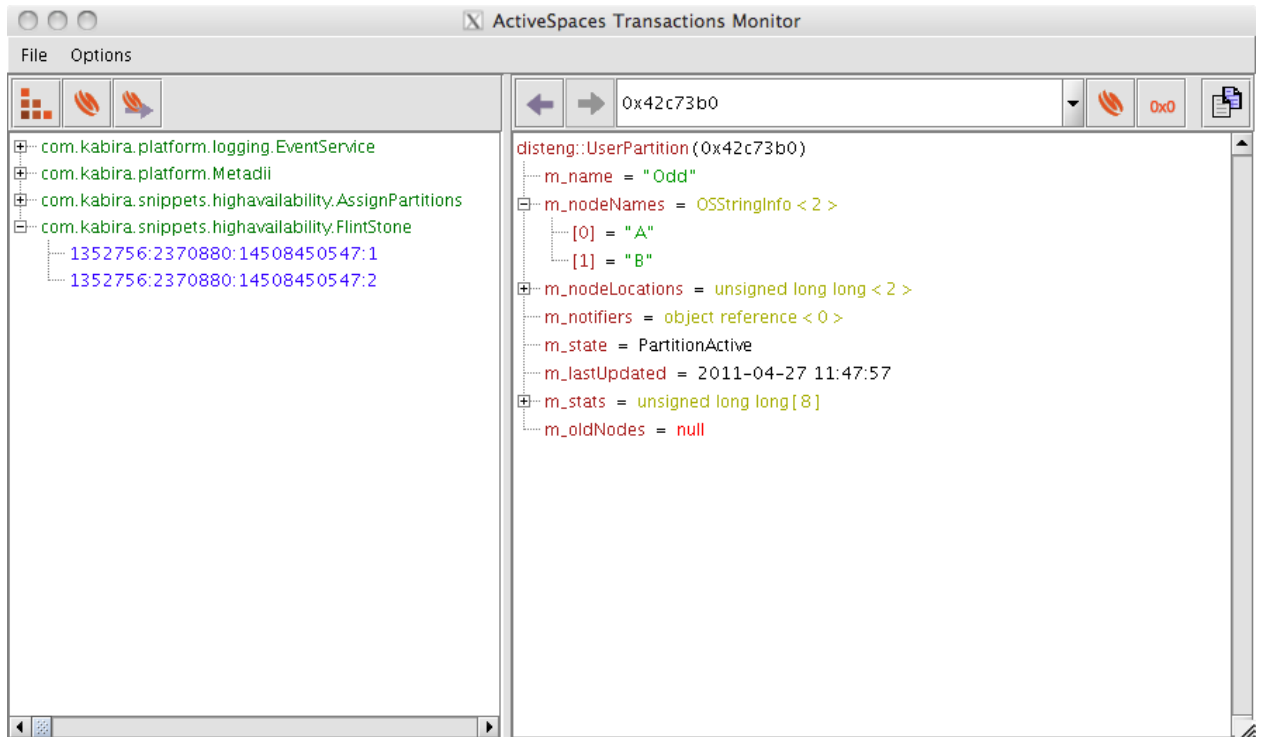 ActiveSpaces Transactions Monitor
File Options
0x42c73b0
0x0
com.kabira.platform.logging.EventService
com.kabira.platform.Metadii
com.kabira.snippets.highavailability.AssignPartitions
com.kabira.snippets.highavailability.FlintStone
1352756:2370880:14508450547:1
1352756:2370880:14508450547:2
disteng::UserPartition(0x42c73b0)
m_name = "Odd"
m_nodeNames = OSStringInfo < 2 >
[0] = "A"
[1] = "B"
m_nodeLocations = unsigned long long < 2 >
m_notifiers = object reference < 0 >
m_state = PartitionActive
m_lastUpdated = 2011-04-27 11:47:57
m_stats = unsigned long long[8]
m_oldNodes = null